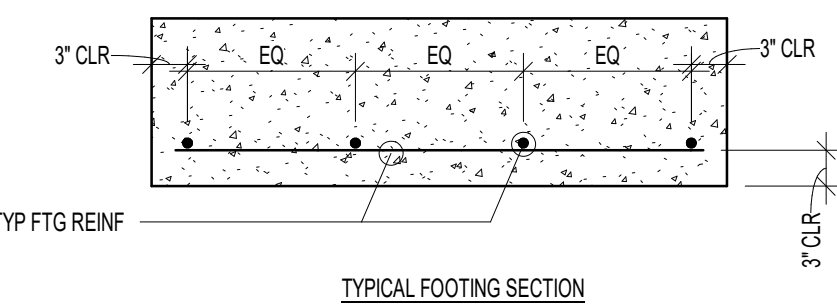 3" CLR
EQ
EQ
EQ
3" CLR
3" CLR
TYP FTG REINF
TYPICAL FOOTING SECTION